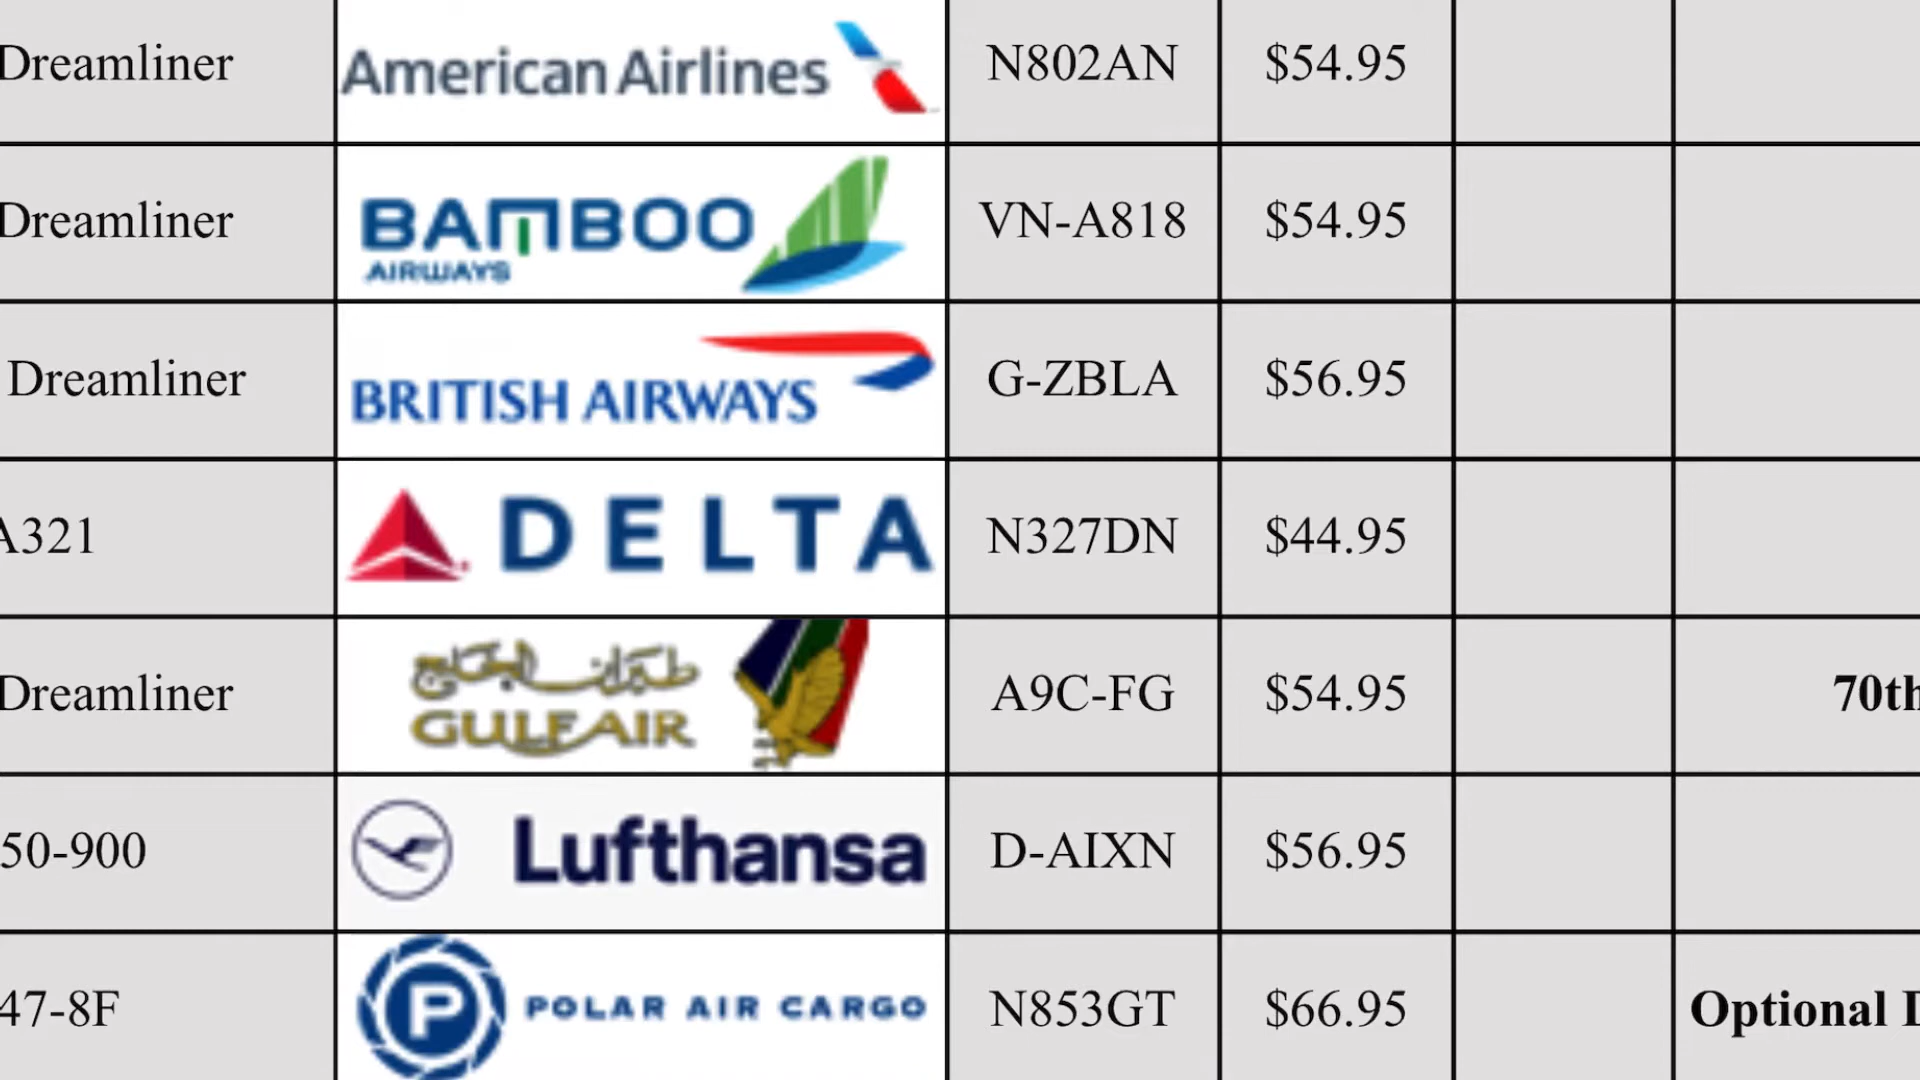 Dreamliner American Airlines N802AN $54.95
Dreamliner BAMBOO AIRWAYS VN-A818 $54.95
Dreamliner BRITISH AIRWAYS G-ZBLA $56.95
A321 DELTA N327DN $44.95
Dreamliner طيران الخليج GULF AIR A9C-FG $54.95 70th
50-900 Lufthansa D-AIXN $56.95
47-8F P POLAR AIR CARGO N853GT $66.95 Optional D